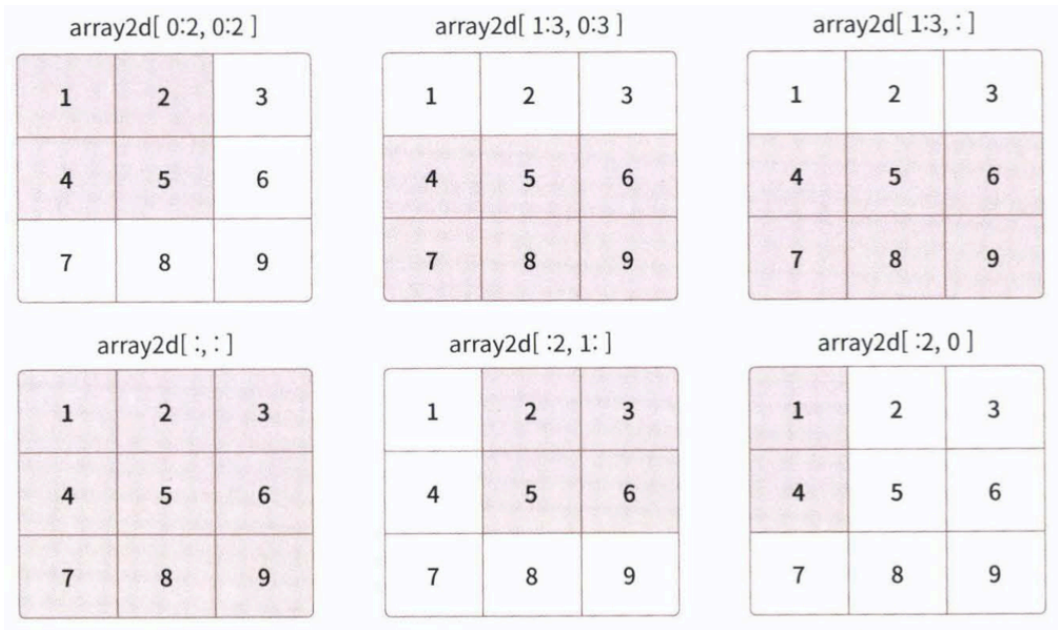 array2d[ 0:2, 0:2 ]
1 2 3
4 5 6
7 8 9
array2d[ 1:3, 0:3 ]
1 2 3
4 5 6
7 8 9
array2d[ 1:3, : ]
1 2 3
4 5 6
7 8 9
array2d[ :, : ]
1 2 3
4 5 6
7 8 9
array2d[ :2, 1: ]
1 2 3
4 5 6
7 8 9
array2d[ :2, 0 ]
1 2 3
4 5 6
7 8 9